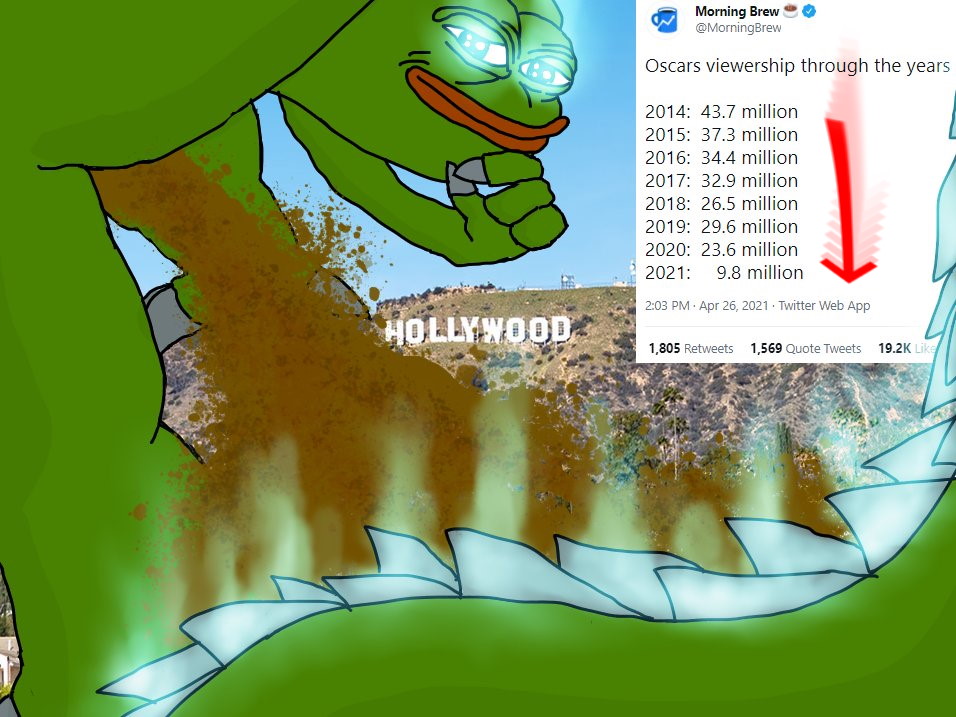 Morning Brew ☕
@MorningBrew
Oscars viewership through the years
2014: 43.7 million
2015: 37.3 million
2016: 34.4 million
2017: 32.9 million
2018: 26.5 million
2019: 29.6 million
2020: 23.6 million
2021: 9.8 million
2:03 PM · Apr 26, 2021 · Twitter Web App
1,805 Retweets 1,569 Quote Tweets 19.2K Like
HOLLYWOOD